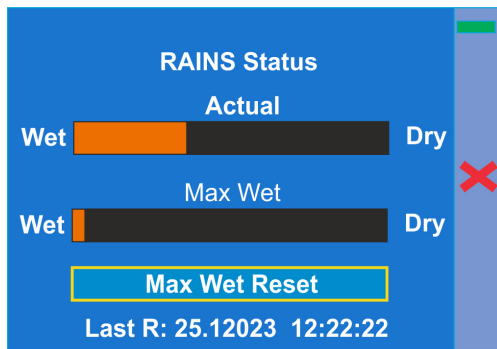 RAINS Status
Actual
Wet Dry
Max Wet
Wet Dry
Max Wet Reset
Last R: 25.12023 12:22:22